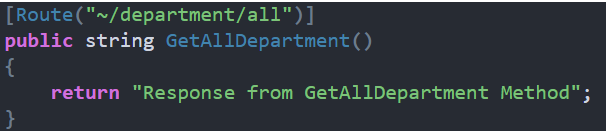 [Route("~/department/all")]
public string GetAllDepartment()
{
    return "Response from GetAllDepartment Method";
}